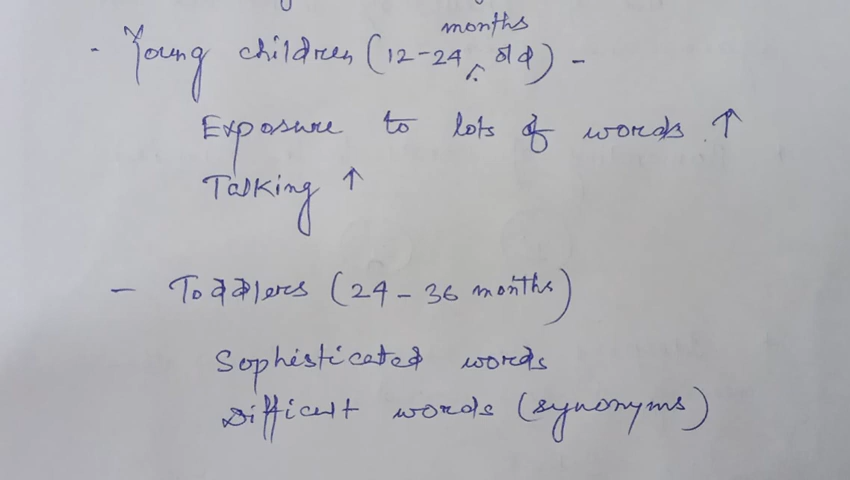 - Young children (12-24 months old) -
Exposure to lots of words ↑
Talking ↑
- Toddlers (24-36 months)
Sophisticated words
Difficult words (synonyms)